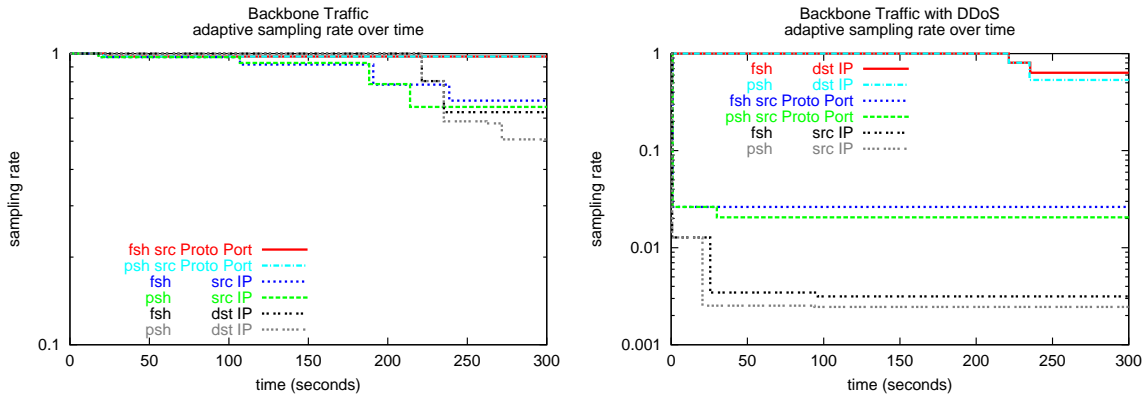 Backbone Traffic
adaptive sampling rate over time
1
0.1
sampling rate
fsh src Proto Port
psh src Proto Port
fsh src IP
psh src IP
fsh dst IP
psh dst IP
0 50 100 150 200 250 300
time (seconds)
Backbone Traffic with DDoS
adaptive sampling rate over time
1
0.1
0.01
0.001
sampling rate
fsh dst IP
psh dst IP
fsh src Proto Port
psh src Proto Port
fsh src IP
psh src IP
0 50 100 150 200 250 300
time (seconds)